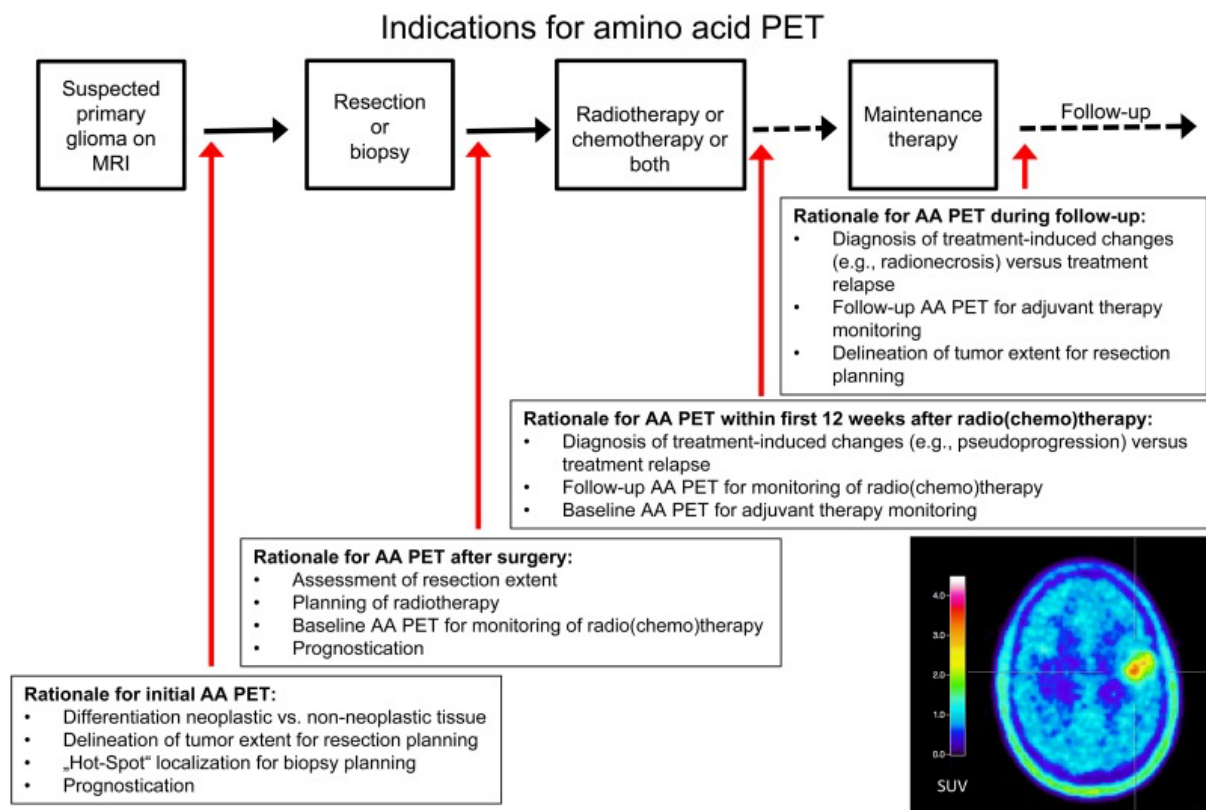 Indications for amino acid PET
Suspected
primary
glioma on
MRI
Resection
or
biopsy
Radiotherapy or
chemotherapy or
both
Maintenance
therapy
Follow-up
Rationale for AA PET during follow-up:
• Diagnosis of treatment-induced changes
(e.g., radionecrosis) versus treatment
relapse
• Follow-up AA PET for adjuvant therapy
monitoring
• Delineation of tumor extent for resection
planning
Rationale for AA PET within first 12 weeks after radio(chemo)therapy:
• Diagnosis of treatment-induced changes (e.g., pseudoprogression) versus
treatment relapse
• Follow-up AA PET for monitoring of radio(chemo)therapy
• Baseline AA PET for adjuvant therapy monitoring
Rationale for AA PET after surgery:
• Assessment of resection extent
• Planning of radiotherapy
• Baseline AA PET for monitoring of radio(chemo)therapy
• Prognostication
Rationale for initial AA PET:
• Differentiation neoplastic vs. non-neoplastic tissue
• Delineation of tumor extent for resection planning
• „Hot-Spot“ localization for biopsy planning
• Prognostication
4.0
3.0
2.0
1.0
0.0
SUV